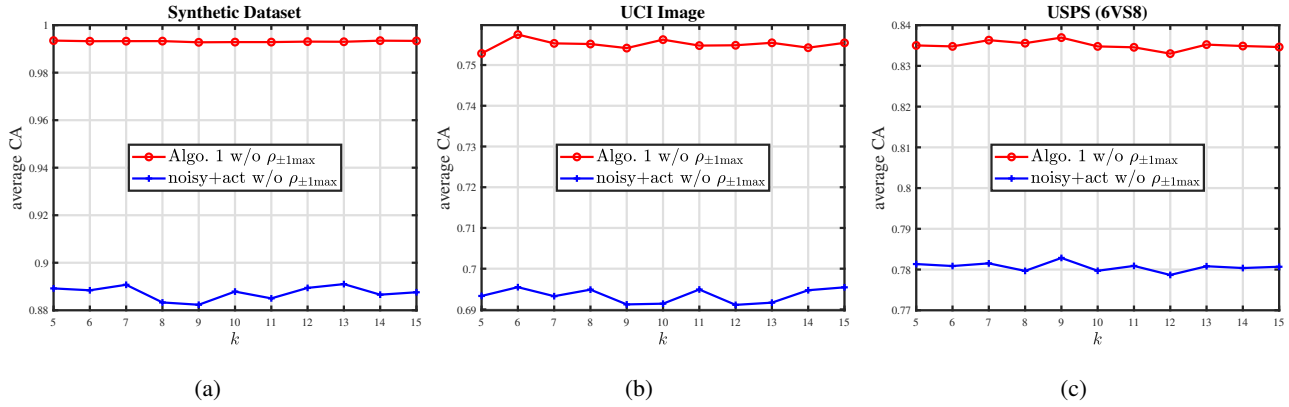 Synthetic Dataset
1
0.98
0.96
0.94
0.92
0.9
0.88
average CA
Algo. 1 w/o ρ±1max
noisy+act w/o ρ±1max
5 6 7 8 9 10 11 12 13 14 15
k
(a)
UCI Image
0.75
0.74
0.73
0.72
0.71
0.7
0.69
average CA
Algo. 1 w/o ρ±1max
noisy+act w/o ρ±1max
5 6 7 8 9 10 11 12 13 14 15
k
(b)
USPS (6VS8)
0.84
0.83
0.82
0.81
0.8
0.79
0.78
0.77
average CA
Algo. 1 w/o ρ±1max
noisy+act w/o ρ±1max
5 6 7 8 9 10 11 12 13 14 15
k
(c)